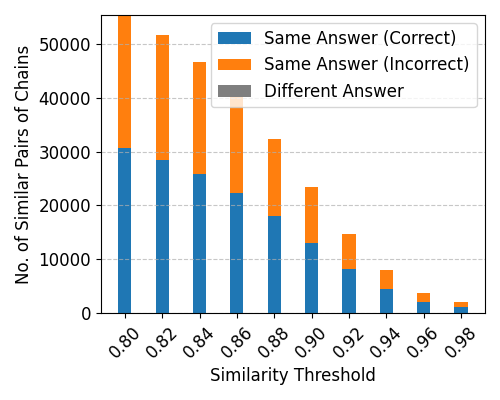 Same Answer (Correct)
Same Answer (Incorrect)
Different Answer
No. of Similar Pairs of Chains
50000
40000
30000
20000
10000
0
0.80 0.82 0.84 0.86 0.88 0.90 0.92 0.94 0.96 0.98
Similarity Threshold